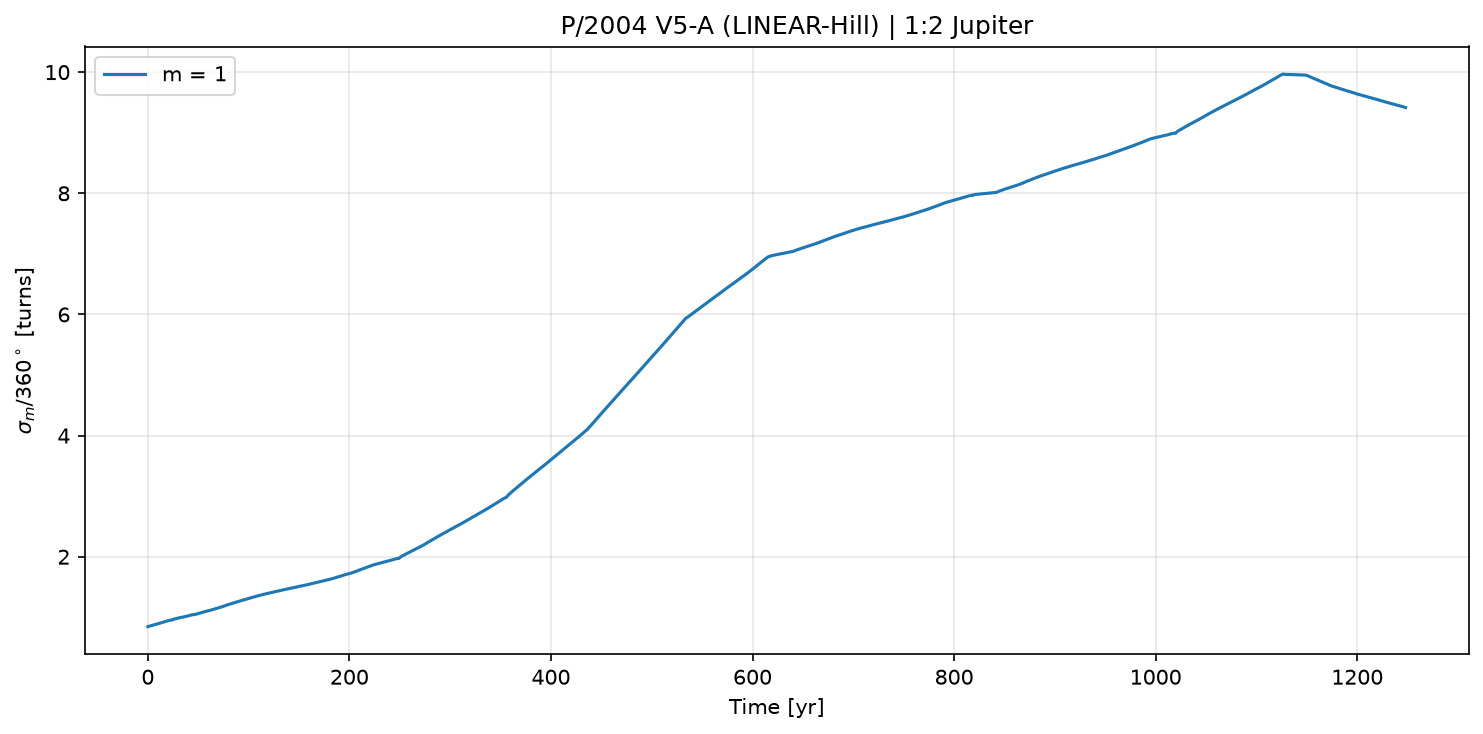 P/2004 V5-A (LINEAR-Hill) | 1:2 Jupiter
m = 1
10
8
6
4
2
σₘ/360° [turns]
0 200 400 600 800 1000 1200
Time [yr]